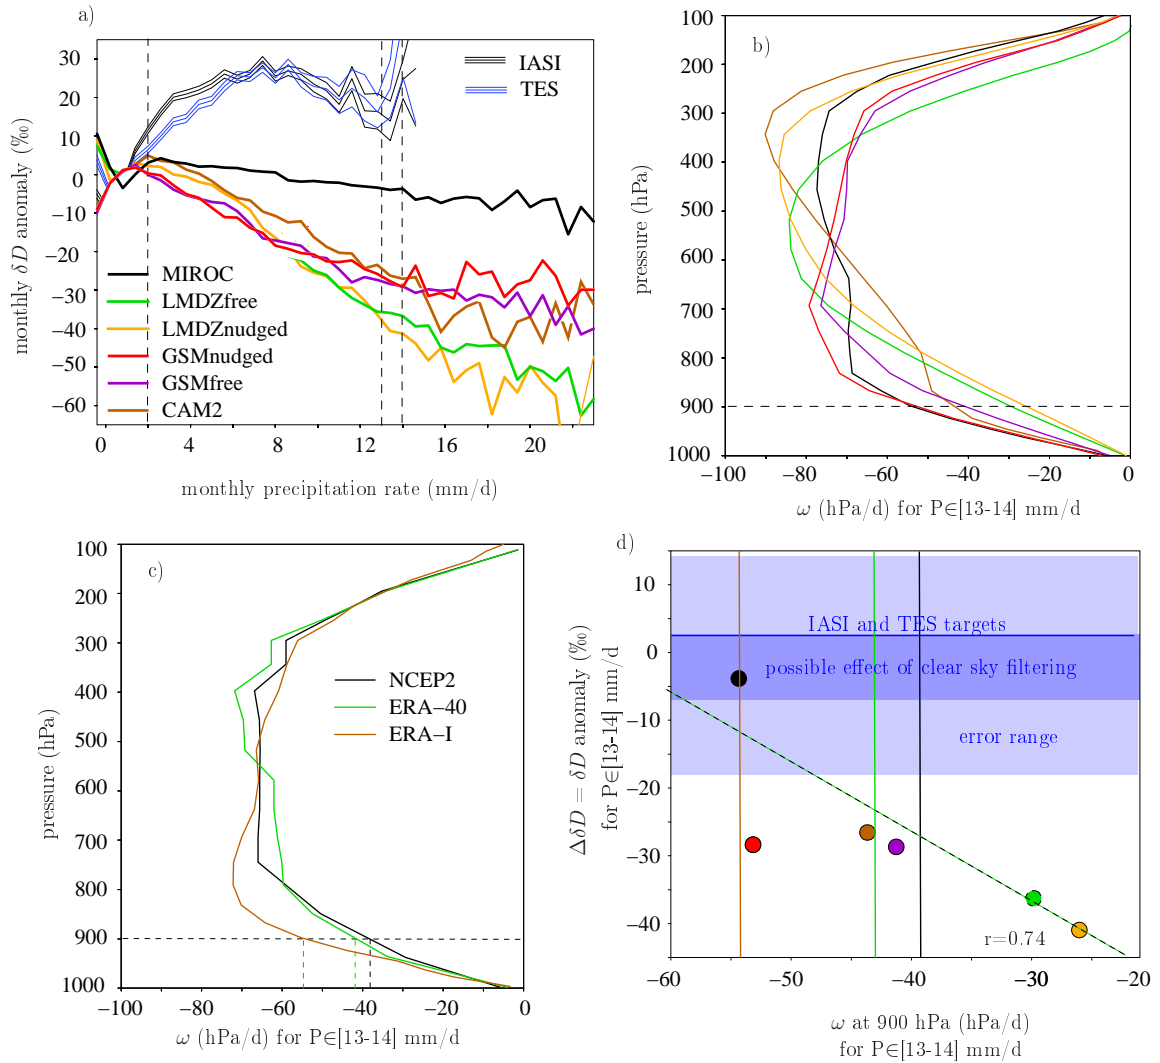 a)
monthly δD anomaly (‰)
30
20
10
0
−10
−20
−30
−40
−50
−60
IASI
TES
MIROC
LMDZfree
LMDZnudged
GSMnudged
GSMfree
CAM2
0 4 8 12 16 20
monthly precipitation rate (mm/d)
b)
pressure (hPa)
100
200
300
400
500
600
700
800
900
1000
−100 −80 −60 −40 −20 0
ω (hPa/d) for P∈[13-14] mm/d
c)
pressure (hPa)
100
200
300
400
500
600
700
800
900
1000
NCEP2
ERA−40
ERA−I
−100 −80 −60 −40 −20 0
ω (hPa/d) for P∈[13-14] mm/d
d)
ΔδD = δD anomaly (‰)
for P∈[13-14] mm/d
10
0
−10
−20
−30
−40
IASI and TES targets
possible effect of clear sky filtering
error range
r=0.74
−60 −50 −40 −30 −20
ω at 900 hPa (hPa/d)
for P∈[13-14] mm/d